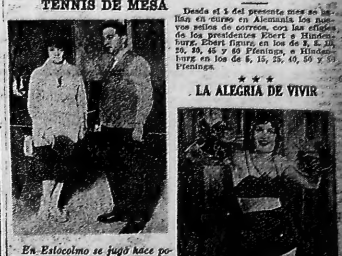 TENNIS DE MESA
En Estocolmo se jugó hace po-
Desde el 1 del presente mes se ha-
llan en curso en Alemania los nue-
vos sellos de correos, con las efigies
de los presidentes Ebert e Hinden-
burg. Ebert figura en los de 3, 8, 10,
20, 30, 45 y 60 Pfenings, e Hinden-
burg en los de 5, 15, 25, 40, 50 y 80
Pfenings.
★ ★ ★
LA ALEGRIA DE VIVIR